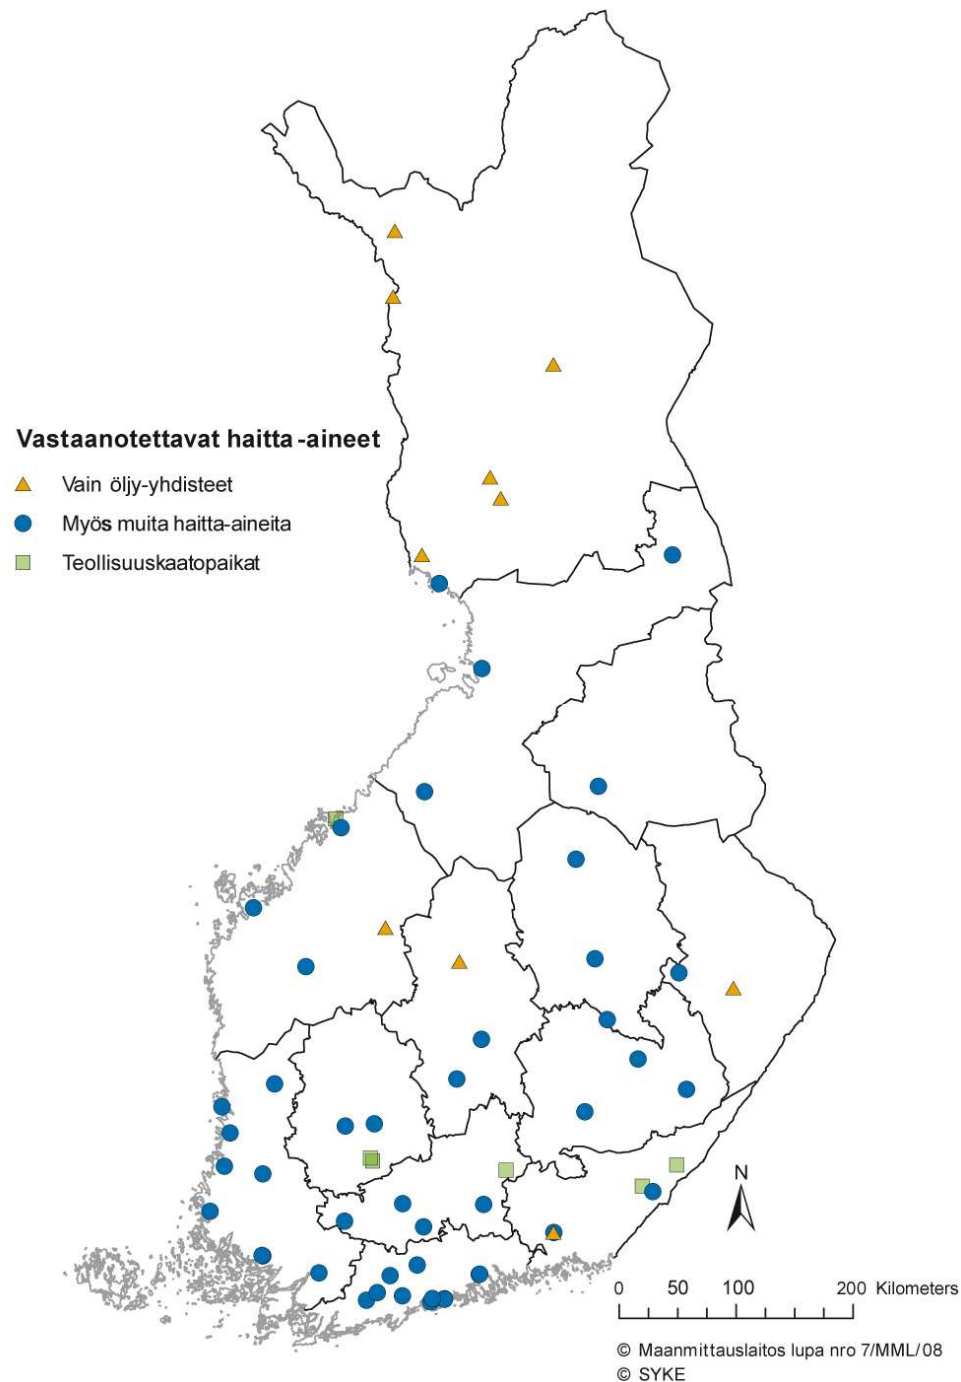 Vastaanotettavat haitta-aineet
Vain öljy-yhdisteet
Myös muita haitta-aineita
Teollisuuskaatopaikat
N
0 50 100 200 Kilometers
© Maanmittauslaitos lupa nro 7/MML/08
© SYKE